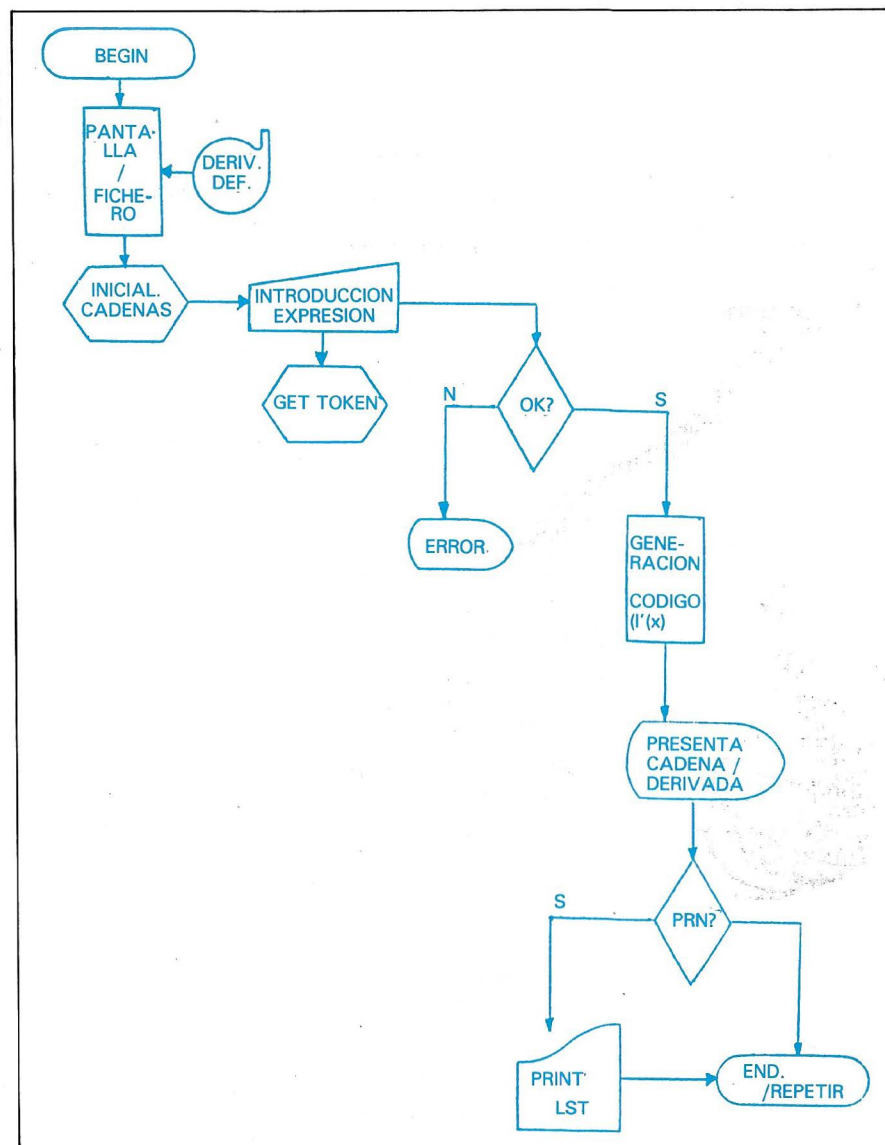 BEGIN
PANTA-
LLA
/
FICHE-
RO
DERIV.
DEF.
INICIAL.
CADENAS
INTRODUCCION
EXPRESION
GET TOKEN
OK?
N
S
ERROR.
GENE-
RACION
CODIGO
(l'(x)
PRESENTA
CADENA /
DERIVADA
PRN?
S
PRINT
LST
END.
/REPETIR